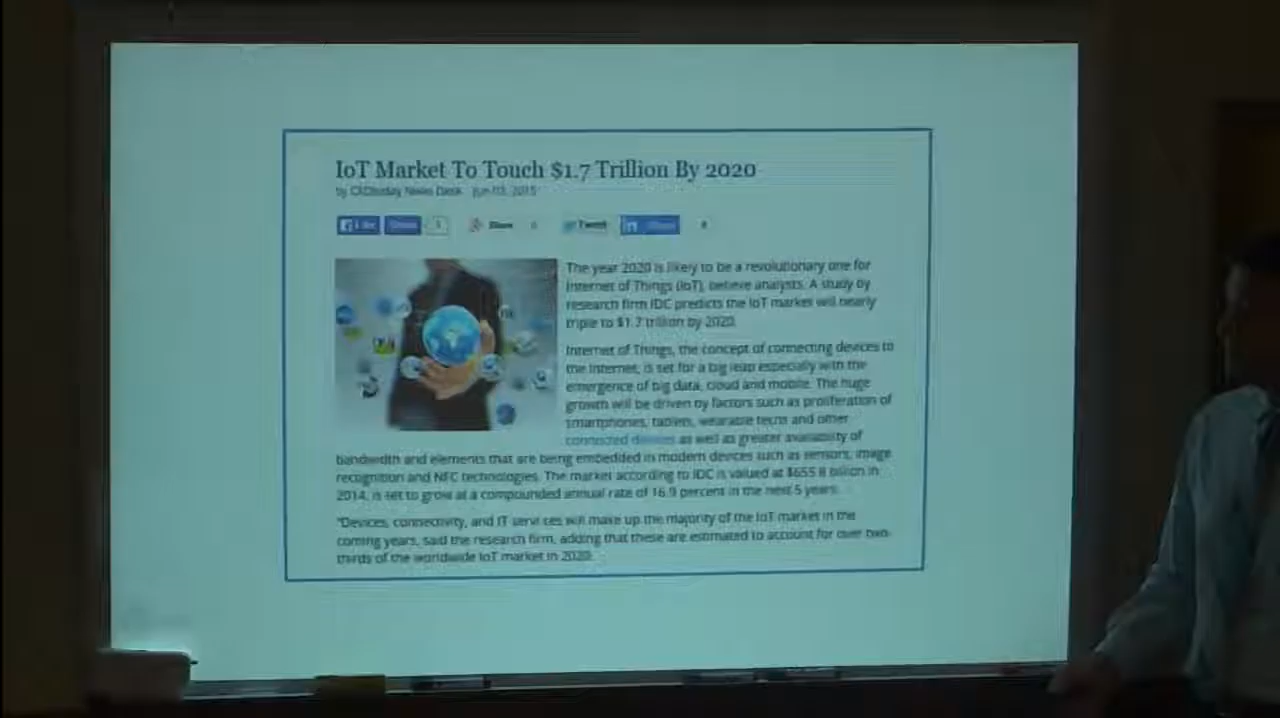 IoT Market To Touch $1.7 Trillion By 2020
by CXOtoday News Desk Jun 03, 2015
Like Share 1 Share 0 Tweet Share
The year 2020 is likely to be a revolutionary one for
Internet of Things (IoT), believe analysts. A study by
research firm IDC predicts the IoT market will nearly
triple to $1.7 trillion by 2020.
Internet of Things, the concept of connecting devices to
the Internet, is set for a big leap especially with the
emergence of big data, cloud and mobile. The huge
growth will be driven by factors such as proliferation of
smartphones, tablets, wearable techs and other
connected devices as well as greater availability of
bandwidth and elements that are being embedded in modern devices such as sensors, image
recognition and NFC technologies. The market according to IDC is valued at $655.8 billion in
2014, is set to grow at a compounded annual rate of 16.9 percent in the next 5 years.
"Devices, connectivity, and IT services will make up the majority of the IoT market in the
coming years, said the research firm, adding that these are estimated to account for over two-
thirds of the worldwide IoT market in 2020.